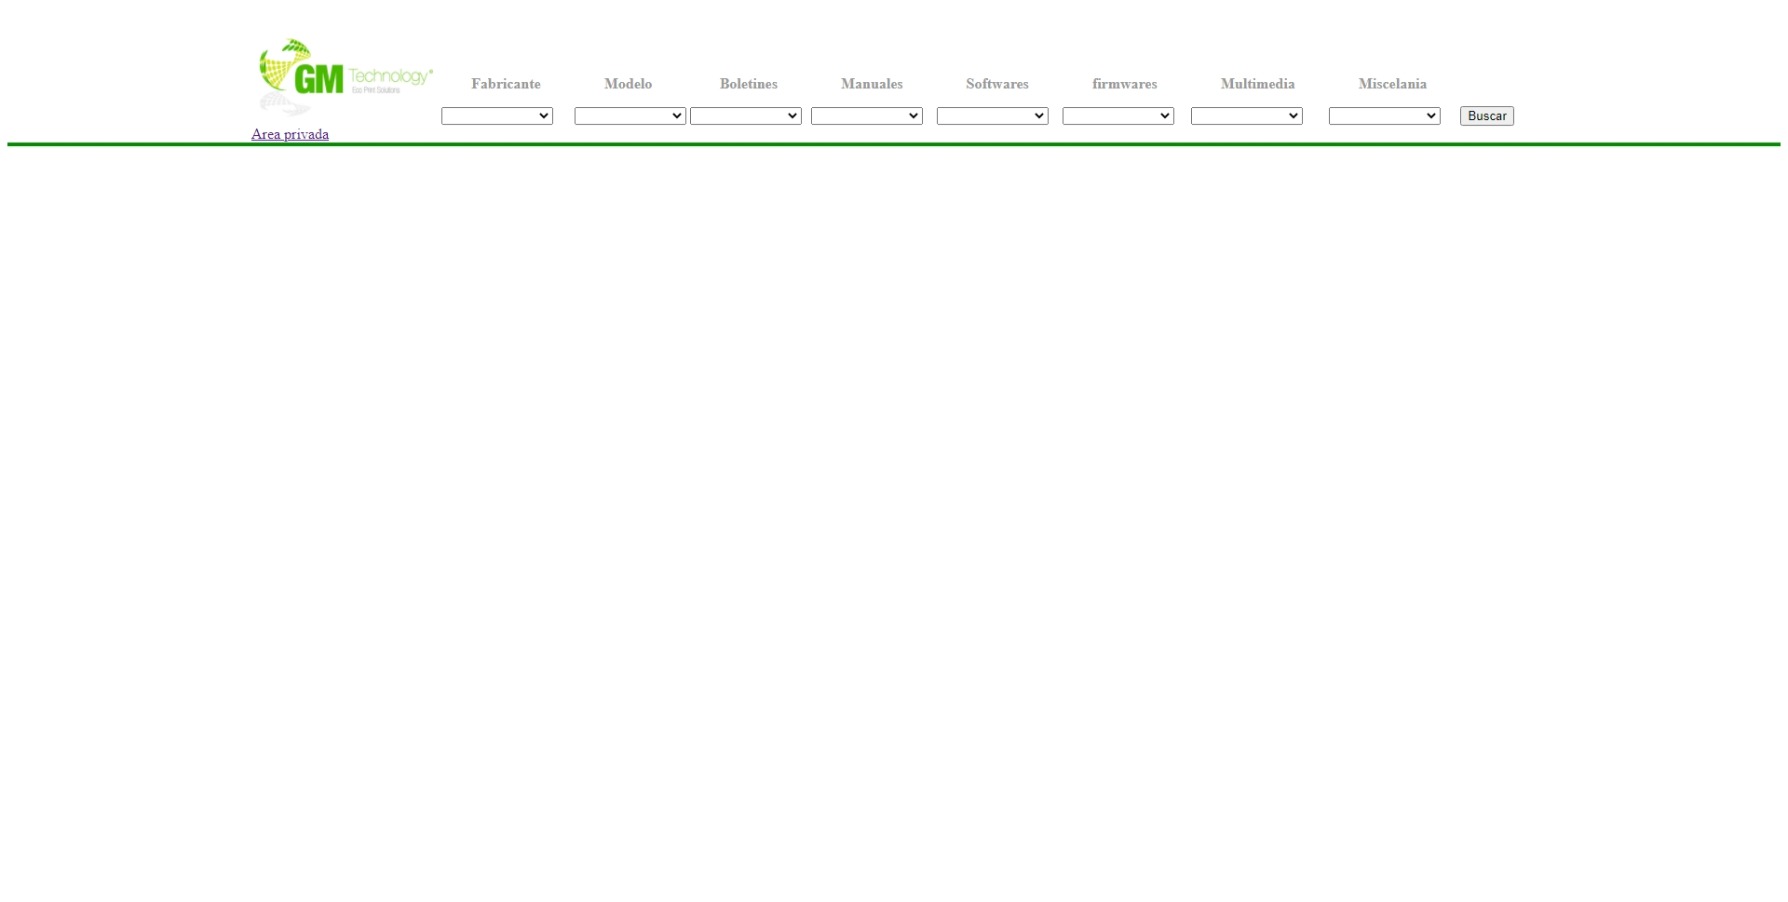 GM Technology®
Eco Print Solutions
Fabricante Modelo Boletines Manuales Softwares firmwares Multimedia Miscelania
Buscar
Area privada